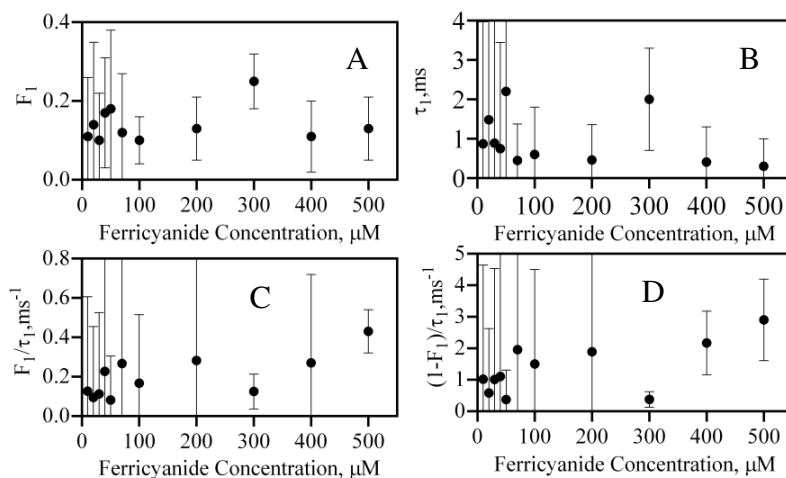 0.4
0.2
0.0
F₁
A
0 100 200 300 400 500
Ferricyanide Concentration, μM
4
3
2
1
0
τ₁,ms
B
0 100 200 300 400 500
Ferricyanide Concentration, μM
0.8
0.6
0.4
0.2
0.0
F₁/τ₁,ms⁻¹
C
0 100 200 300 400 500
Ferricyanide Concentration, μM
5
4
3
2
1
0
(1-F₁)/τ₁,ms⁻¹
D
0 100 200 300 400 500
Ferricyanide Concentration, μM